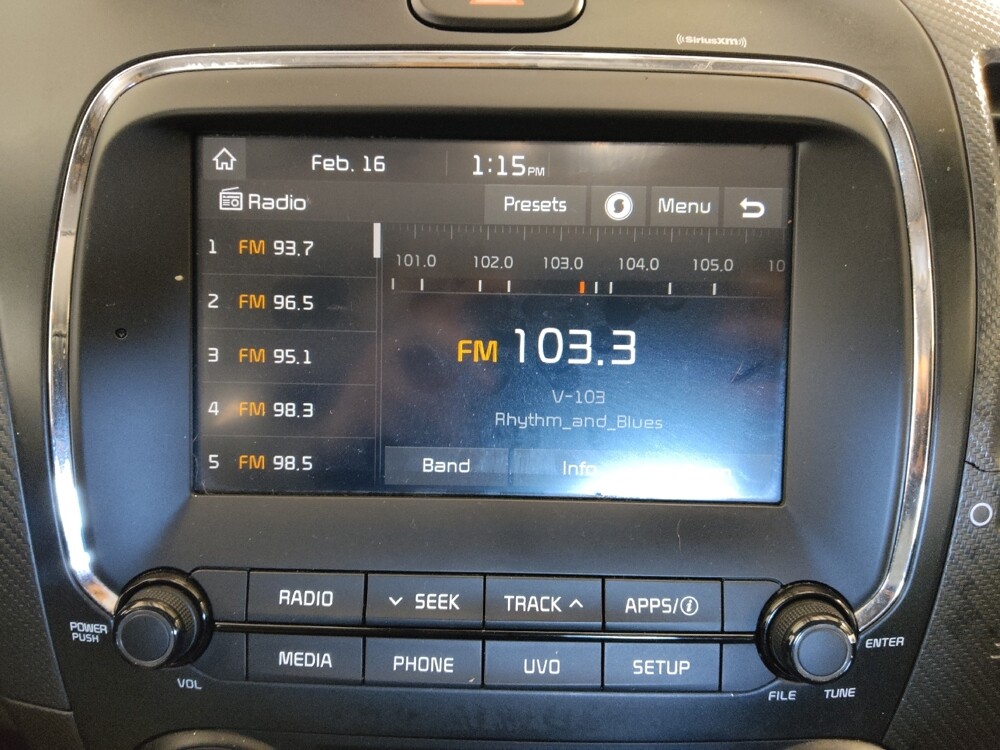 ((SiriusXM))
Feb. 16 1:15PM
Radio Presets Menu
1 FM 93.7
2 FM 96.5
3 FM 95.1
4 FM 98.3
5 FM 98.5
101.0 102.0 103.0 104.0 105.0 10
FM 103.3
V-103
Rhythm_and_Blues
Band Info
RADIO SEEK TRACK APPS/i
MEDIA PHONE UVO SETUP
POWER
PUSH
VOL
ENTER
FILE TUNE